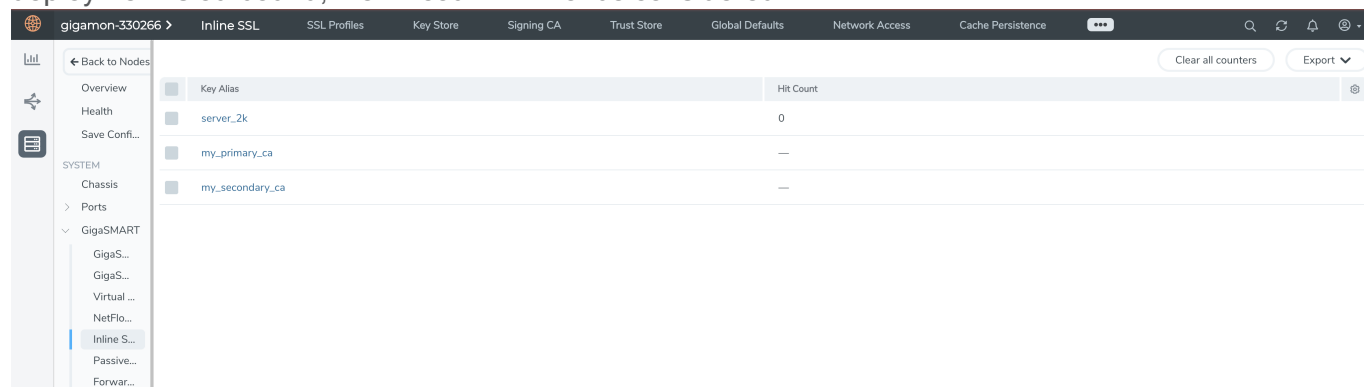 gigamon-330266 > Inline SSL SSL Profiles Key Store Signing CA Trust Store Global Defaults Network Access Cache Persistence
Back to Nodes
Clear all counters Export
Overview
Health
Save Confi...
SYSTEM
Chassis
Ports
GigaSMART
GigaS...
GigaS...
Virtual ...
NetFlo...
Inline S...
Passive...
Forwar...
Key Alias Hit Count
server_2k 0
my_primary_ca —
my_secondary_ca —